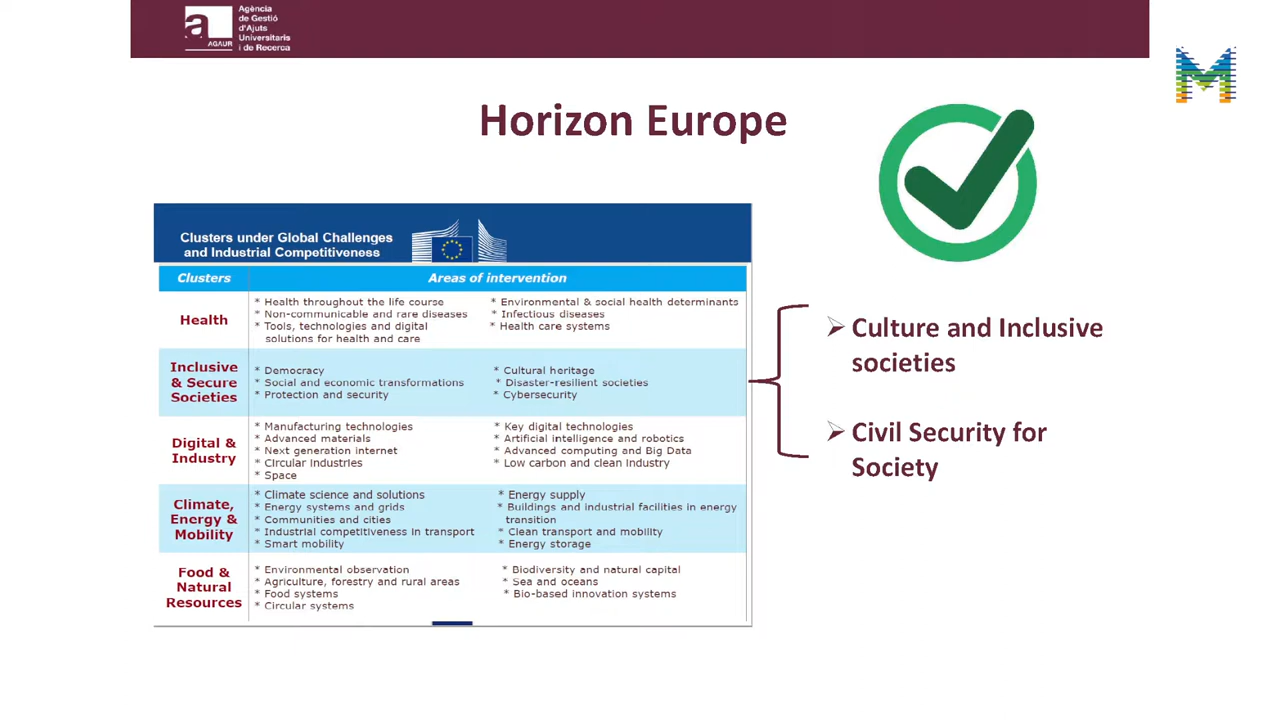 Agència
de Gestió
d'Ajuts
Universitaris
i de Recerca
a
AGAUR
M
Horizon Europe
Clusters under Global Challenges
and Industrial Competitiveness
Clusters Areas of intervention
Health
* Health throughout the life course
* Non-communicable and rare diseases
* Tools, technologies and digital
solutions for health and care
* Environmental & social health determinants
* Infectious diseases
* Health care systems
Inclusive
& Secure
Societies
* Democracy
* Social and economic transformations
* Protection and security
* Cultural heritage
* Disaster-resilient societies
* Cybersecurity
Digital &
Industry
* Manufacturing technologies
* Advanced materials
* Next generation internet
* Circular industries
* Space
* Key digital technologies
* Artificial intelligence and robotics
* Advanced computing and Big Data
* Low carbon and clean industry
Climate,
Energy &
Mobility
* Climate science and solutions
* Energy systems and grids
* Communities and cities
* Industrial competitiveness in transport
* Smart mobility
* Energy supply
* Buildings and industrial facilities in energy
transition
* Clean transport and mobility
* Energy storage
Food &
Natural
Resources
* Environmental observation
* Agriculture, forestry and rural areas
* Food systems
* Circular systems
* Biodiversity and natural capital
* Sea and oceans
* Bio-based innovation systems
➢ Culture and Inclusive
societies
➢ Civil Security for
Society